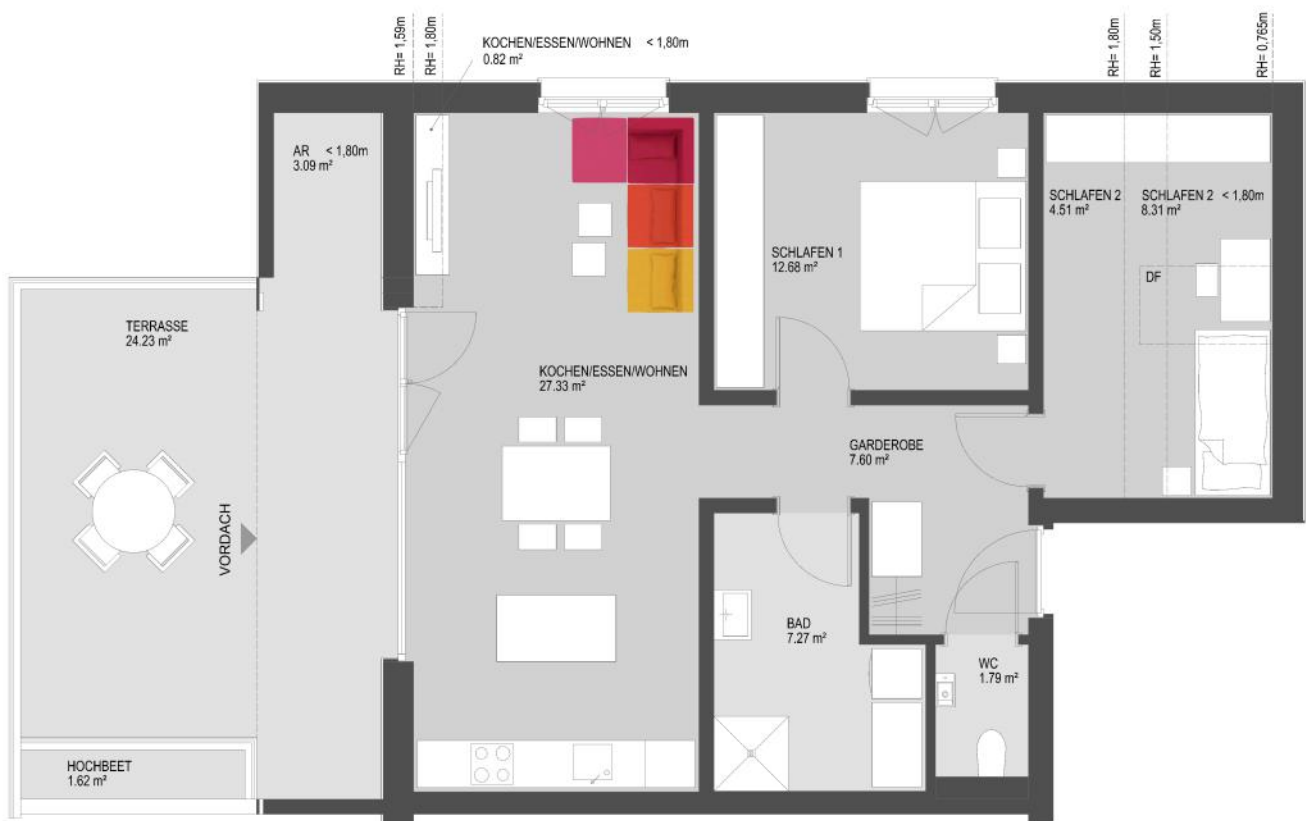 RH= 1,59m
RH= 1,80m
KOCHEN/ESSEN/WOHNEN < 1,80m
0.82 m²
RH= 1,80m
RH= 1,50m
RH= 0,765m
AR < 1,80m
3.09 m²
SCHLAFEN 1
12.68 m²
SCHLAFEN 2
4.51 m²
SCHLAFEN 2 < 1,80m
8.31 m²
DF
TERRASSE
24.23 m²
KOCHEN/ESSEN/WOHNEN
27.33 m²
GARDEROBE
7.60 m²
VORDACH
BAD
7.27 m²
WC
1.79 m²
HOCHBEET
1.62 m²